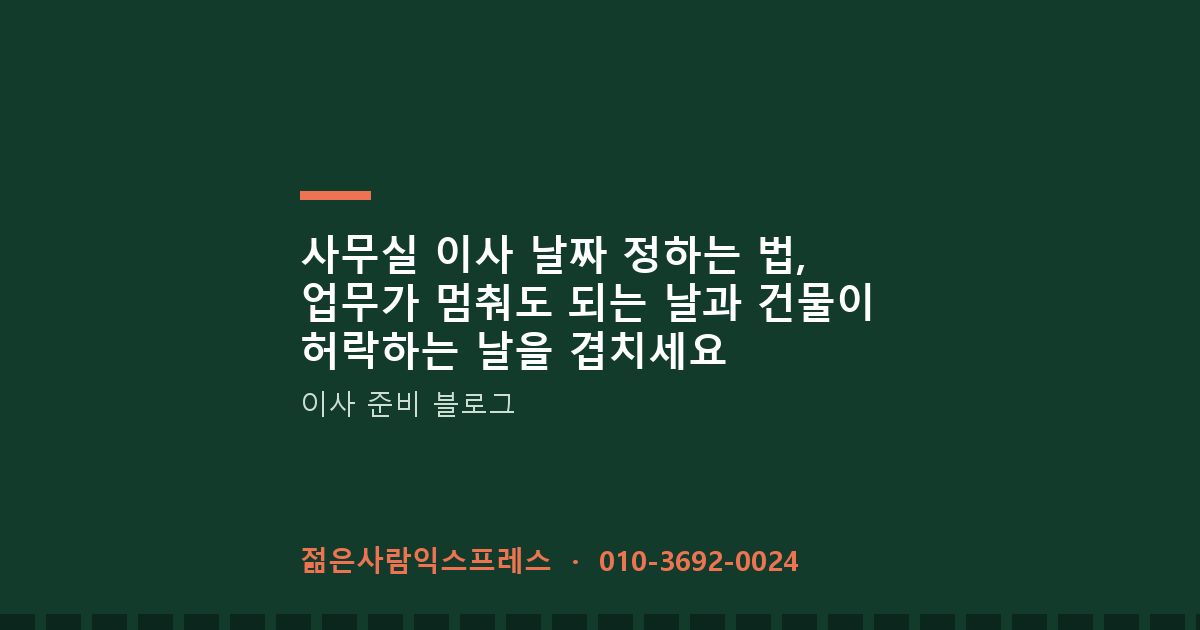 사무실 이사 날짜 정하는 법,
업무가 멈춰도 되는 날과 건물이
허락하는 날을 겹치세요
이사 준비 블로그
젊은사람익스프레스 · 010-3692-0024